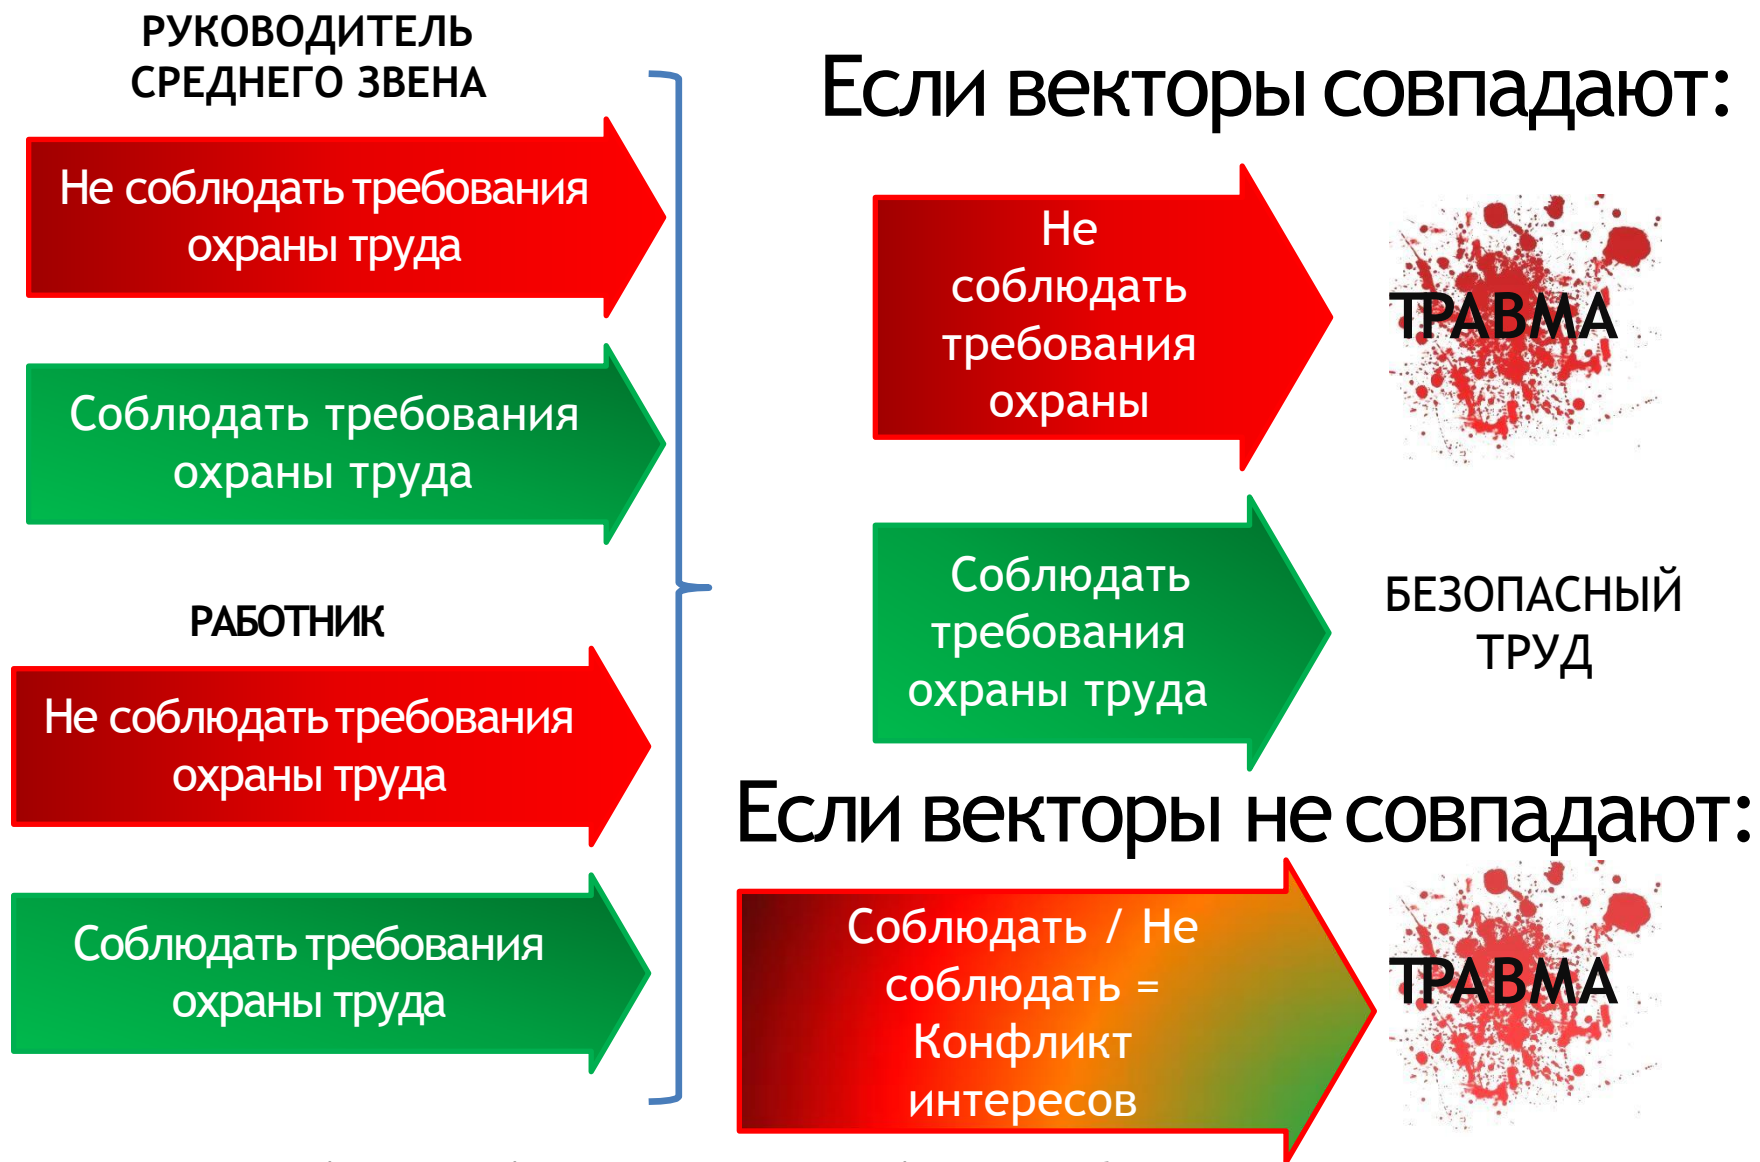 РУКОВОДИТЕЛЬ
СРЕДНЕГО ЗВЕНА
Не соблюдать требования
охраны труда
Соблюдать требования
охраны труда
РАБОТНИК
Не соблюдать требования
охраны труда
Соблюдать требования
охраны труда
Если векторы совпадают:
Не
соблюдать
требования
охраны
ТРАВМА
Соблюдать
требования
охраны труда
БЕЗОПАСНЫЙ
ТРУД
Если векторы не совпадают:
Соблюдать / Не
соблюдать =
Конфликт
интересов
ТРАВМА